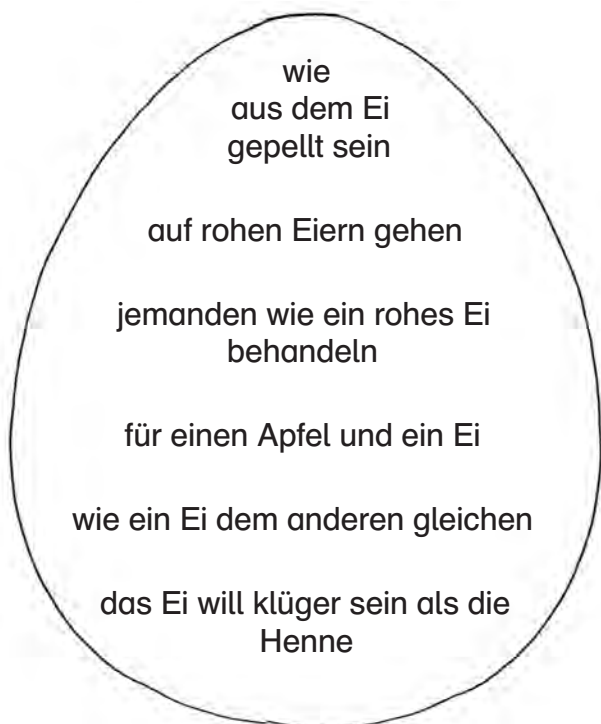 wie
aus dem Ei
gepellt sein
auf rohen Eiern gehen
jemanden wie ein rohes Ei
behandeln
für einen Apfel und ein Ei
wie ein Ei dem anderen gleichen
das Ei will klüger sein als die
Henne